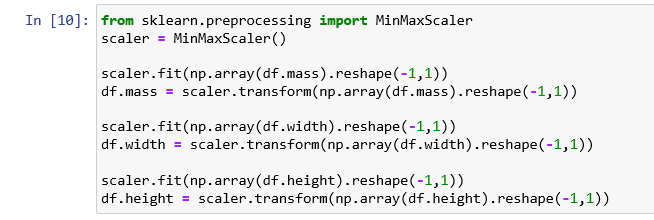 In [10]: from sklearn.preprocessing import MinMaxScaler
scaler = MinMaxScaler()
scaler.fit(np.array(df.mass).reshape(-1,1))
df.mass = scaler.transform(np.array(df.mass).reshape(-1,1))
scaler.fit(np.array(df.width).reshape(-1,1))
df.width = scaler.transform(np.array(df.width).reshape(-1,1))
scaler.fit(np.array(df.height).reshape(-1,1))
df.height = scaler.transform(np.array(df.height).reshape(-1,1))